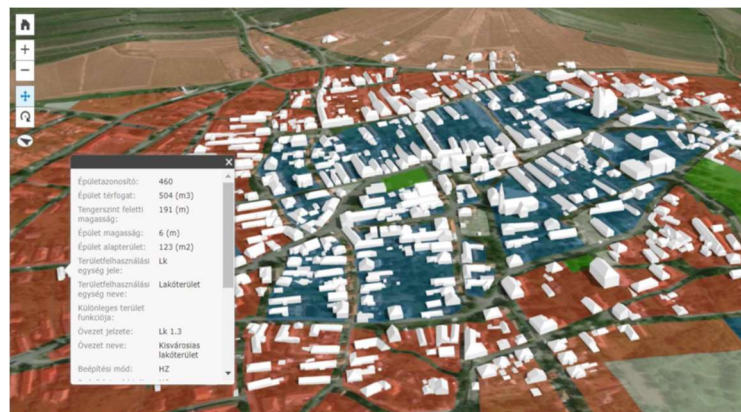 Épületazonosító: 460
Épület térfogat: 504 (m3)
Tengerszint feletti
magasság: 191 (m)
Épület magasság: 6 (m)
Épület alapterület: 123 (m2)
Területfelhasználási
egység jele: Lk
Területfelhasználási
egység neve: Lakóterület
Különleges terület
funkciója:
Övezet jelzete: Lk 1.3
Övezet neve: Kisvárosias
lakóterület
Beépítési mód: HZ